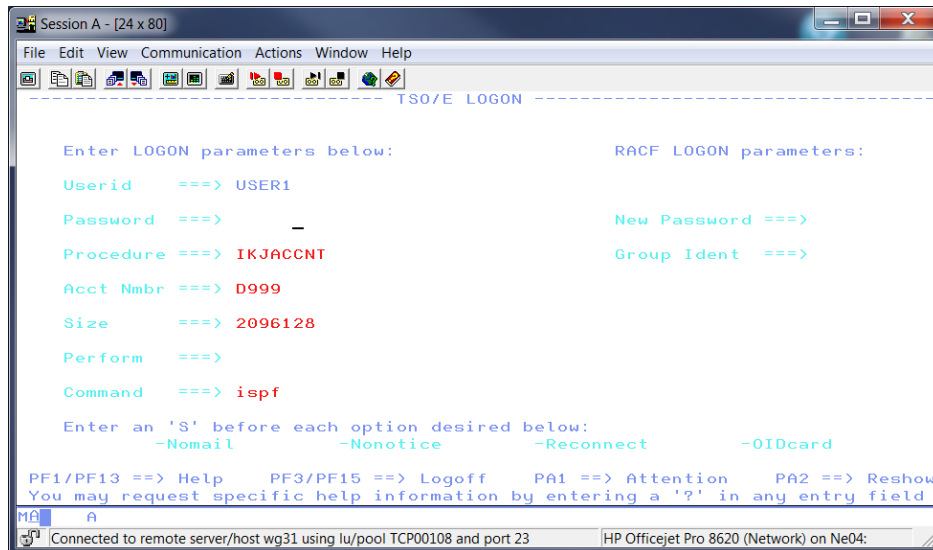 Session A - [24 x 80]
File Edit View Communication Actions Window Help
------------------------------- TSO/E LOGON -----------------------------------
Enter LOGON parameters below: RACF LOGON parameters:
Userid ===> USER1
Password ===> New Password ===>
Procedure ===> IKJACCNT Group Ident ===>
Acct Nmbr ===> D999
Size ===> 2096128
Perform ===>
Command ===> ispf
Enter an 'S' before each option desired below:
-Nomail -Nonotice -Reconnect -OIDcard
PF1/PF13 ==> Help PF3/PF15 ==> Logoff PA1 ==> Attention PA2 ==> Reshow
You may request specific help information by entering a '?' in any entry field
MA A
Connected to remote server/host wg31 using lu/pool TCP00108 and port 23 HP Officejet Pro 8620 (Network) on Ne04: